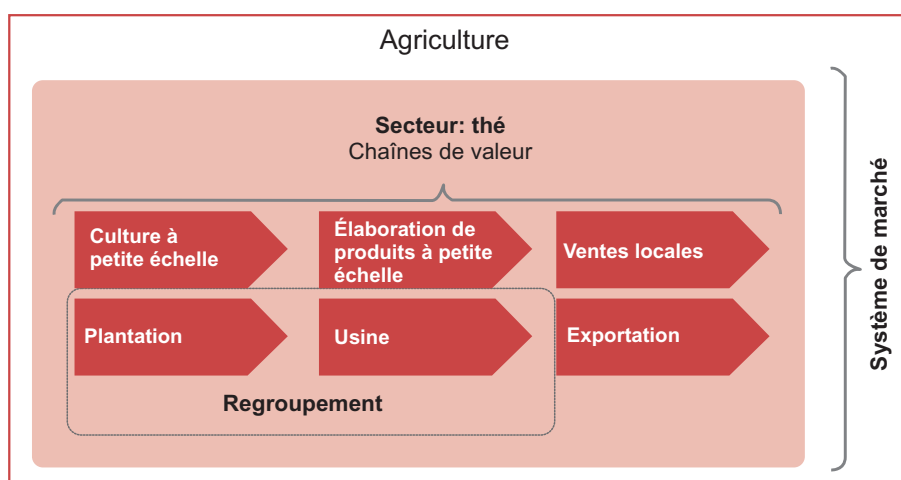 Agriculture
Secteur: thé
Chaînes de valeur
Culture à
petite échelle
Élaboration de
produits à petite
échelle
Ventes locales
Plantation
Usine
Exportation
Regroupement
Système de marché